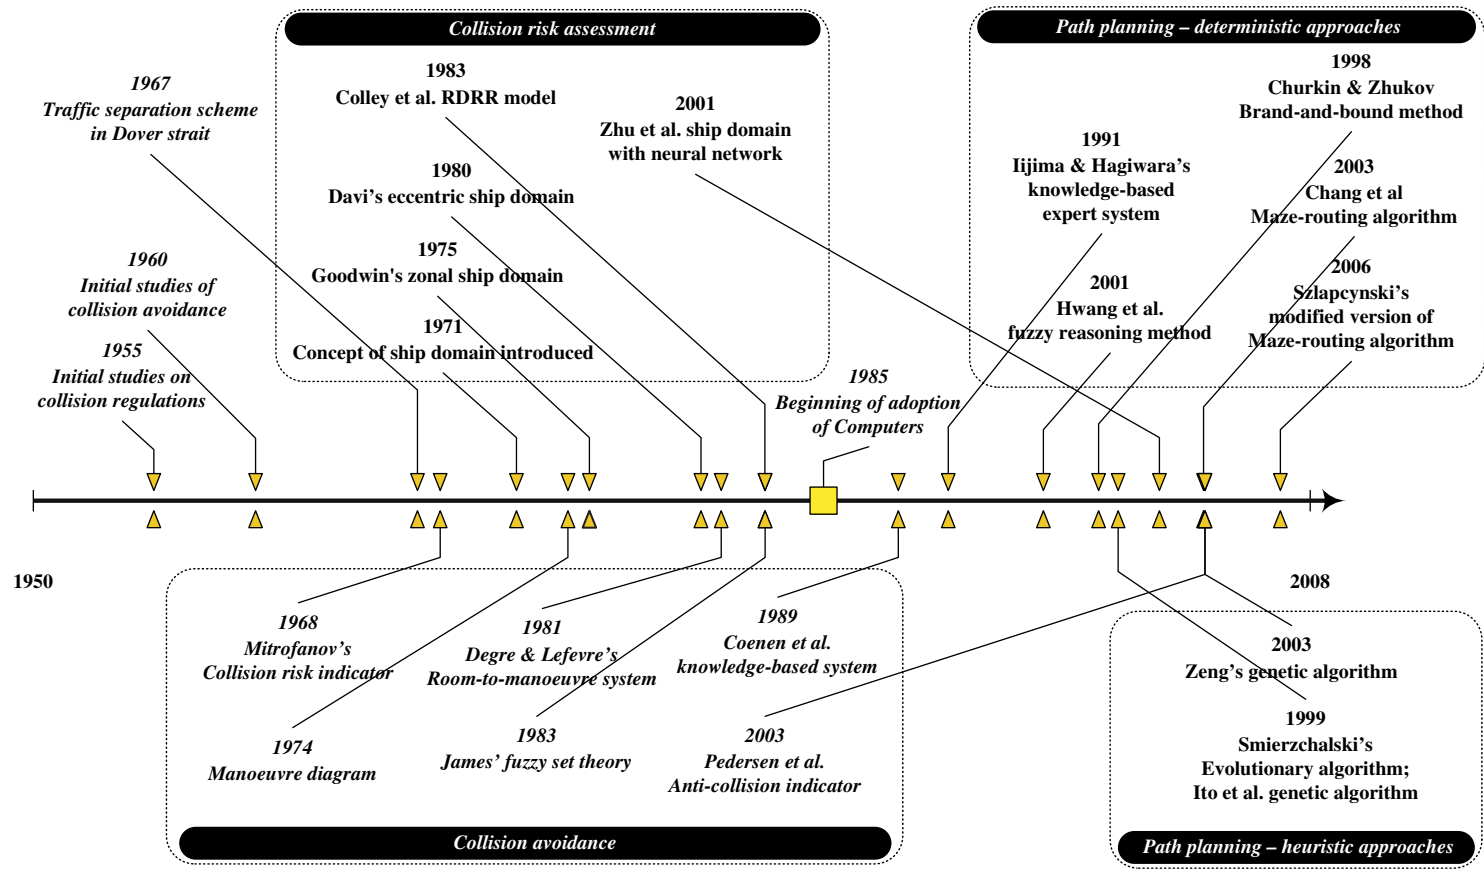 Collision risk assessment
Path planning – deterministic approaches
1967
Traffic separation scheme
in Dover strait
1960
Initial studies of
collision avoidance
1955
Initial studies on
collision regulations
1983
Colley et al. RDRR model
1980
Davi’s eccentric ship domain
1975
Goodwin's zonal ship domain
1971
Concept of ship domain introduced
2001
Zhu et al. ship domain
with neural network
1985
Beginning of adoption
of Computers
1991
Iijima & Hagiwara’s
knowledge-based
expert system
2001
Hwang et al.
fuzzy reasoning method
1998
Churkin & Zhukov
Brand-and-bound method
2003
Chang et al
Maze-routing algorithm
2006
Szlapcynski’s
modified version of
Maze-routing algorithm
1950
2008
1968
Mitrofanov’s
Collision risk indicator
1974
Manoeuvre diagram
1981
Degre & Lefevre’s
Room-to-manoeuvre system
1983
James’ fuzzy set theory
1989
Coenen et al.
knowledge-based system
2003
Pedersen et al.
Anti-collision indicator
Collision avoidance
2003
Zeng’s genetic algorithm
1999
Smierzchalski’s
Evolutionary algorithm;
Ito et al. genetic algorithm
Path planning – heuristic approaches